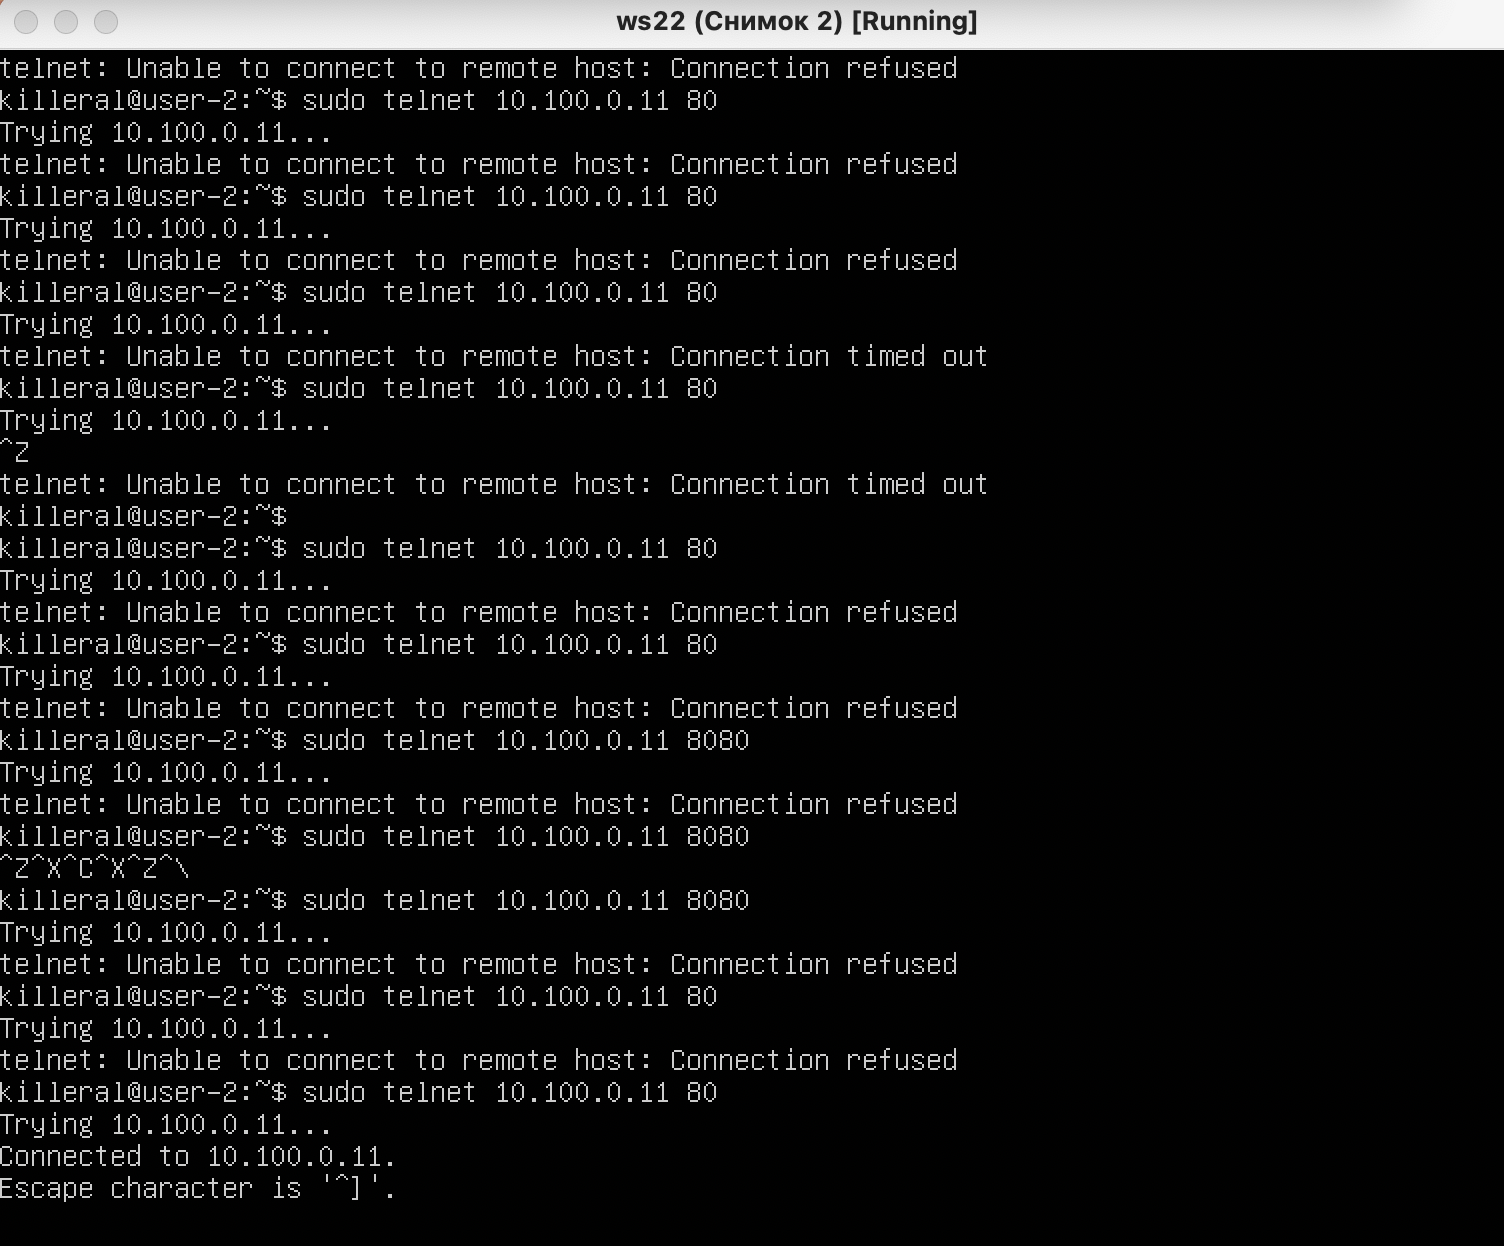 ws22 (Снимок 2) [Running]
telnet: Unable to connect to remote host: Connection refused
killeral@user-2:~$ sudo telnet 10.100.0.11 80
Trying 10.100.0.11...
telnet: Unable to connect to remote host: Connection refused
killeral@user-2:~$ sudo telnet 10.100.0.11 80
Trying 10.100.0.11...
telnet: Unable to connect to remote host: Connection refused
killeral@user-2:~$ sudo telnet 10.100.0.11 80
Trying 10.100.0.11...
telnet: Unable to connect to remote host: Connection timed out
killeral@user-2:~$ sudo telnet 10.100.0.11 80
Trying 10.100.0.11...
^Z
telnet: Unable to connect to remote host: Connection timed out
killeral@user-2:~$
killeral@user-2:~$ sudo telnet 10.100.0.11 80
Trying 10.100.0.11...
telnet: Unable to connect to remote host: Connection refused
killeral@user-2:~$ sudo telnet 10.100.0.11 80
Trying 10.100.0.11...
telnet: Unable to connect to remote host: Connection refused
killeral@user-2:~$ sudo telnet 10.100.0.11 8080
Trying 10.100.0.11...
telnet: Unable to connect to remote host: Connection refused
killeral@user-2:~$ sudo telnet 10.100.0.11 8080
^Z^X^C^X^Z^\
killeral@user-2:~$ sudo telnet 10.100.0.11 8080
Trying 10.100.0.11...
telnet: Unable to connect to remote host: Connection refused
killeral@user-2:~$ sudo telnet 10.100.0.11 80
Trying 10.100.0.11...
telnet: Unable to connect to remote host: Connection refused
killeral@user-2:~$ sudo telnet 10.100.0.11 80
Trying 10.100.0.11...
Connected to 10.100.0.11.
Escape character is '^]'.